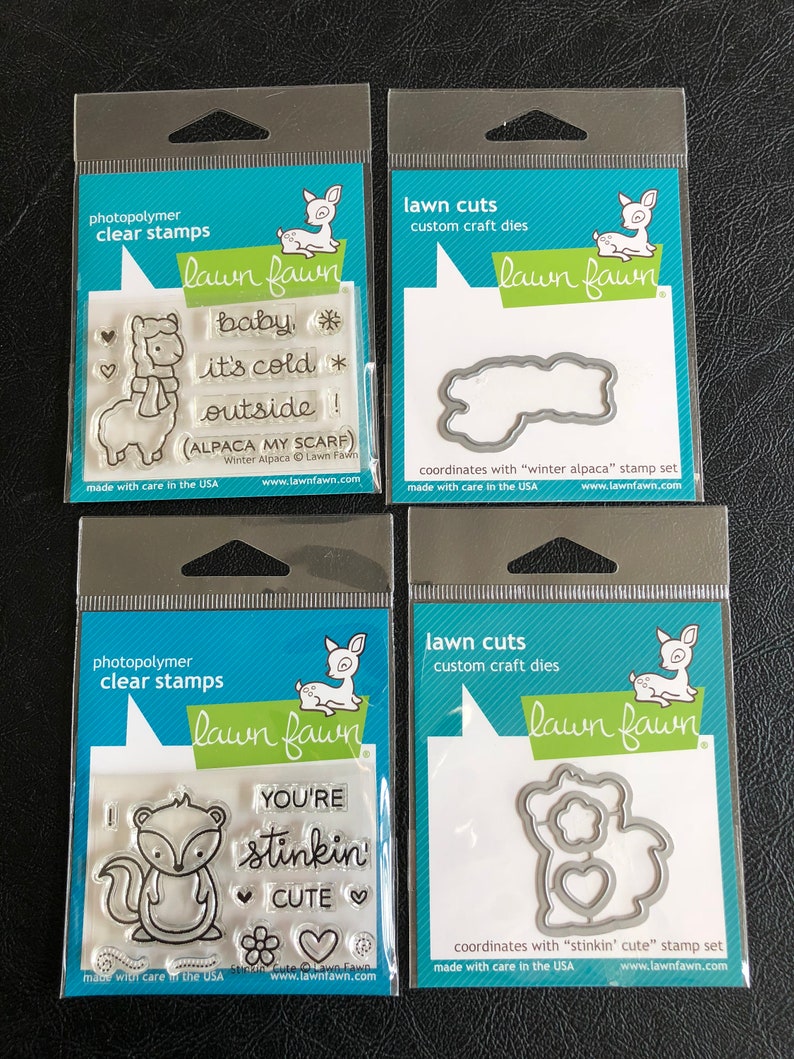 photopolymer
clear stamps
lawn fawn®
baby
it's cold
outside !
(ALPACA MY SCARF)
Winter Alpaca © Lawn Fawn
made with care in the USA www.lawnfawn.com
lawn cuts
custom craft dies
lawn fawn®
coordinates with "winter alpaca" stamp set
made with care in the USA www.lawnfawn.com
photopolymer
clear stamps
lawn fawn®
!
YOU'RE
stinkin'
CUTE
Stinkin' Cute © Lawn Fawn
made with care in the USA www.lawnfawn.com
lawn cuts
custom craft dies
lawn fawn®
coordinates with "stinkin' cute" stamp set
made with care in the USA www.lawnfawn.com